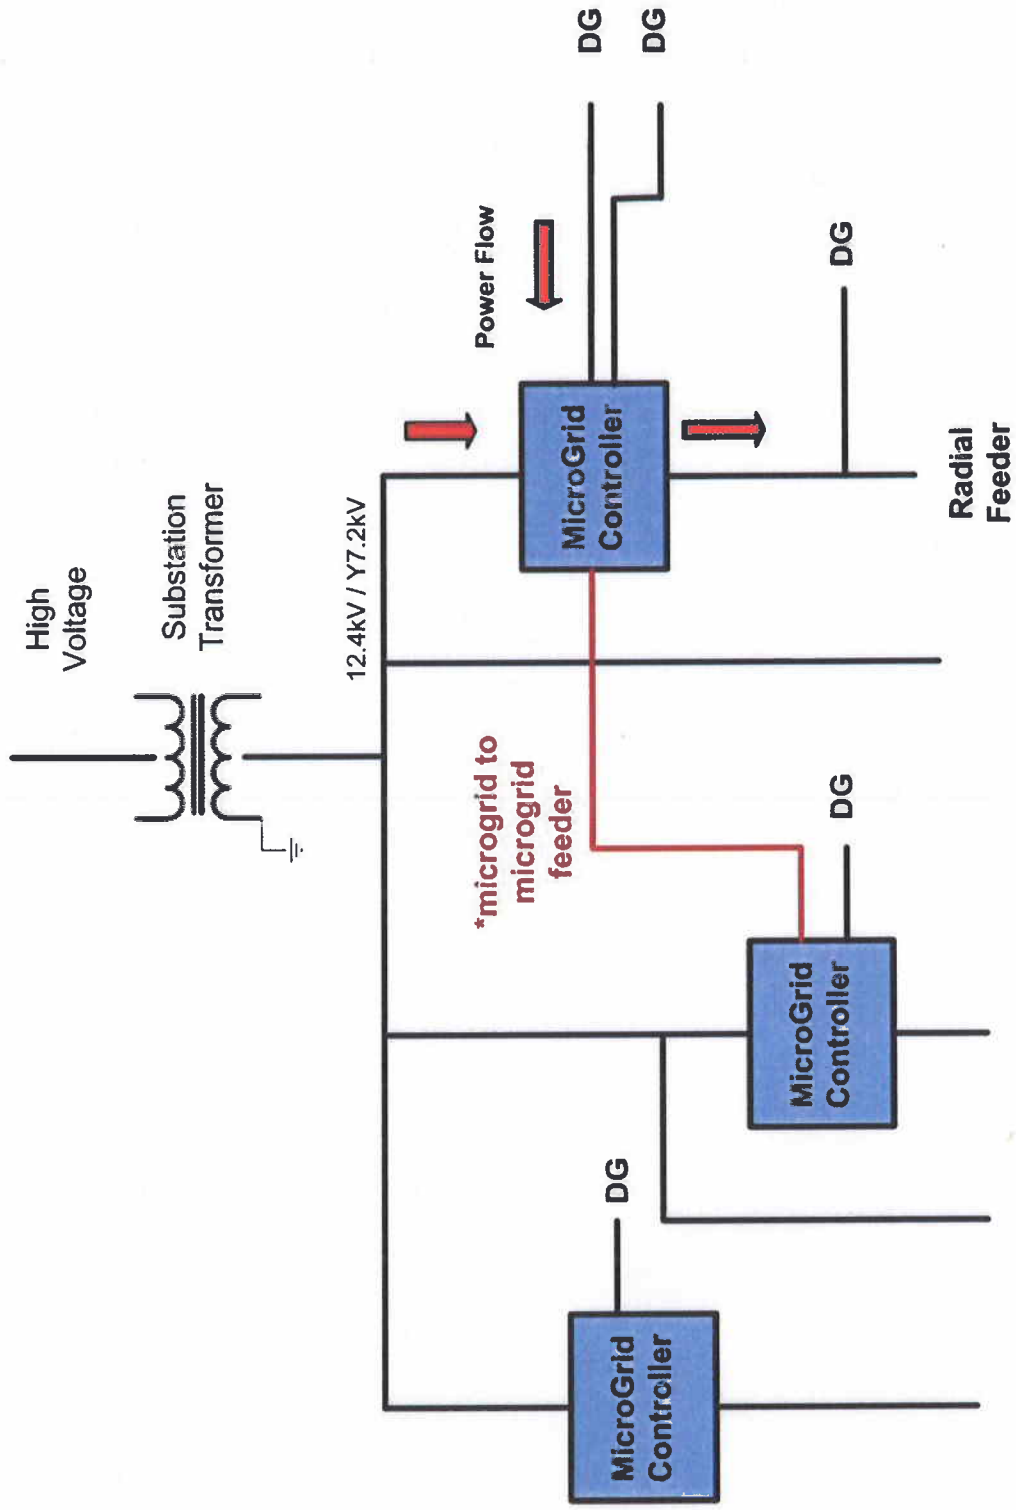 High
Voltage
Substation
Transformer
12.4kV / Y7.2kV
Power Flow
DG
DG
MicroGrid
Controller
DG
Radial
Feeder
*microgrid to
microgrid
feeder
MicroGrid
Controller
DG
MicroGrid
Controller
DG